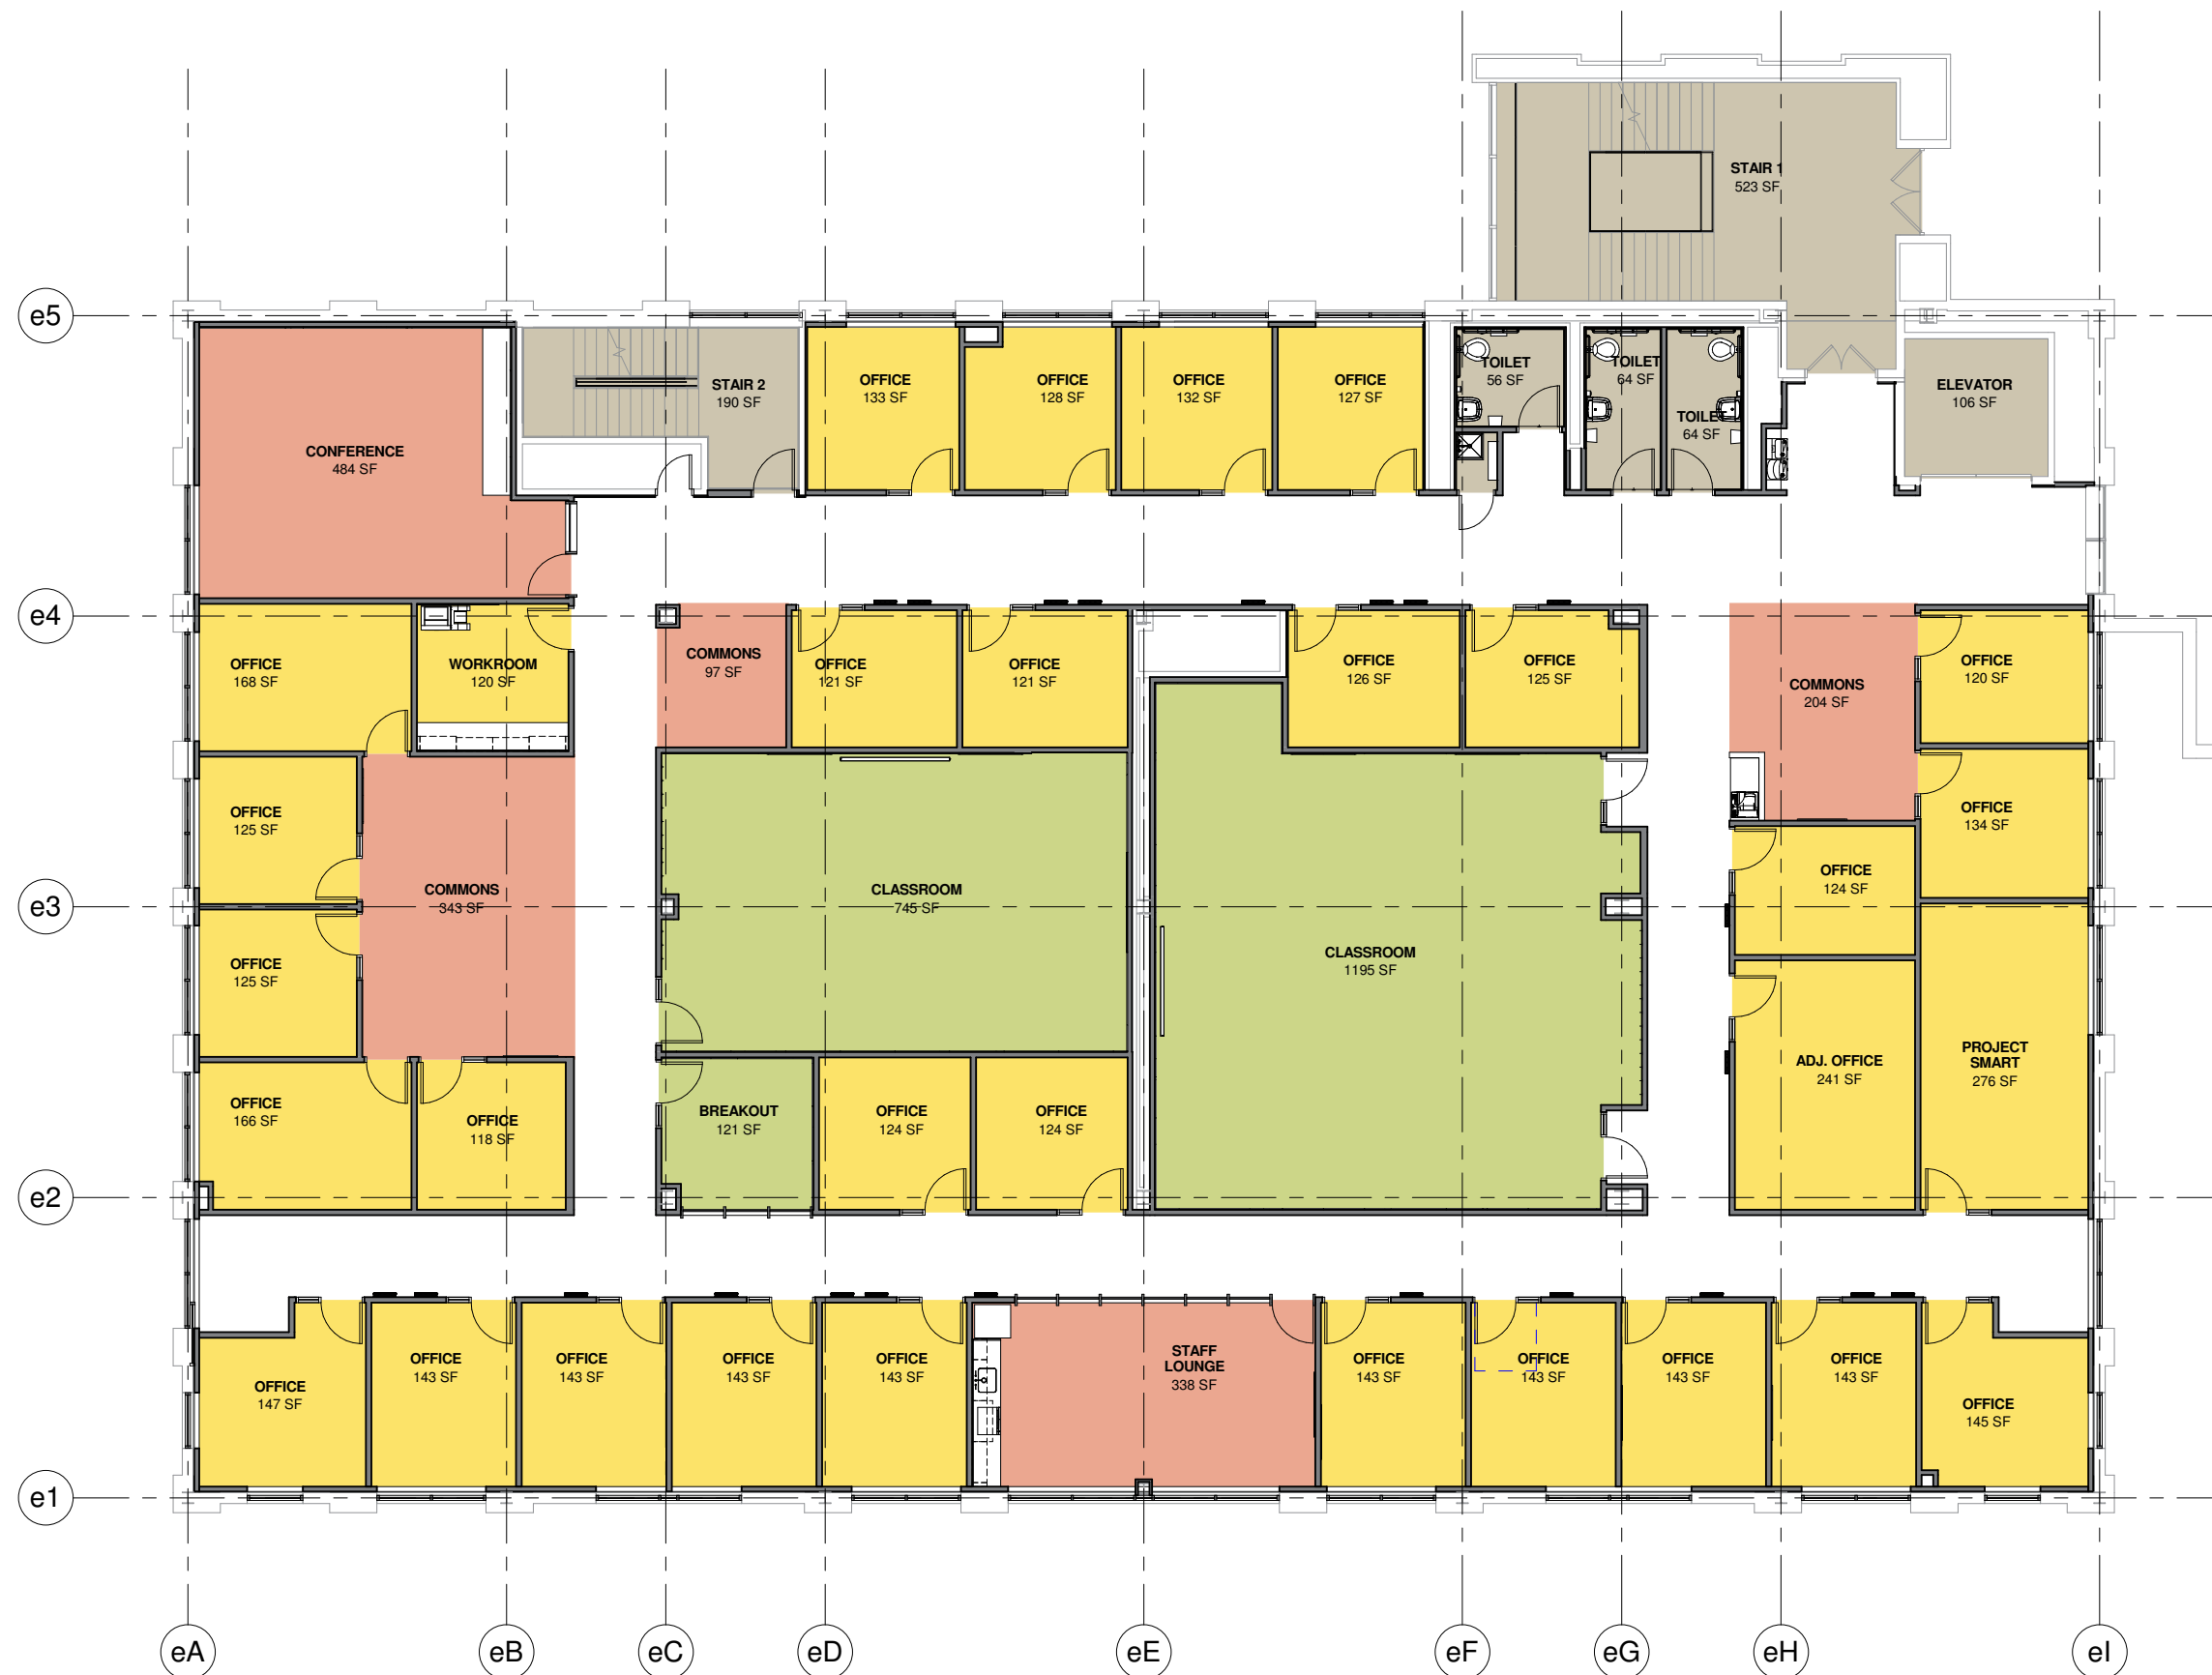 STAIR 1
523 SF
e5
OFFICE
133 SF
OFFICE
128 SF
OFFICE
132 SF
OFFICE
127 SF
TOILET
56 SF
TOILET
64 SF
TOILET
64 SF
STAIR 2
190 SF
ELEVATOR
106 SF
CONFERENCE
484 SF
e4
OFFICE
168 SF
WORKROOM
120 SF
COMMONS
97 SF
OFFICE
121 SF
OFFICE
121 SF
OFFICE
126 SF
OFFICE
125 SF
COMMONS
204 SF
OFFICE
120 SF
OFFICE
125 SF
OFFICE
134 SF
e3
COMMONS
343 SF
CLASSROOM
745 SF
OFFICE
124 SF
OFFICE
125 SF
CLASSROOM
1195 SF
ADJ. OFFICE
241 SF
PROJECT
SMART
276 SF
OFFICE
166 SF
OFFICE
118 SF
BREAKOUT
121 SF
OFFICE
124 SF
OFFICE
124 SF
e2
OFFICE
147 SF
OFFICE
143 SF
OFFICE
143 SF
OFFICE
143 SF
OFFICE
143 SF
STAFF
LOUNGE
338 SF
OFFICE
143 SF
OFFICE
143 SF
OFFICE
143 SF
OFFICE
143 SF
OFFICE
145 SF
e1
eA
eB
eC
eD
eE
eF
eG
eH
eI